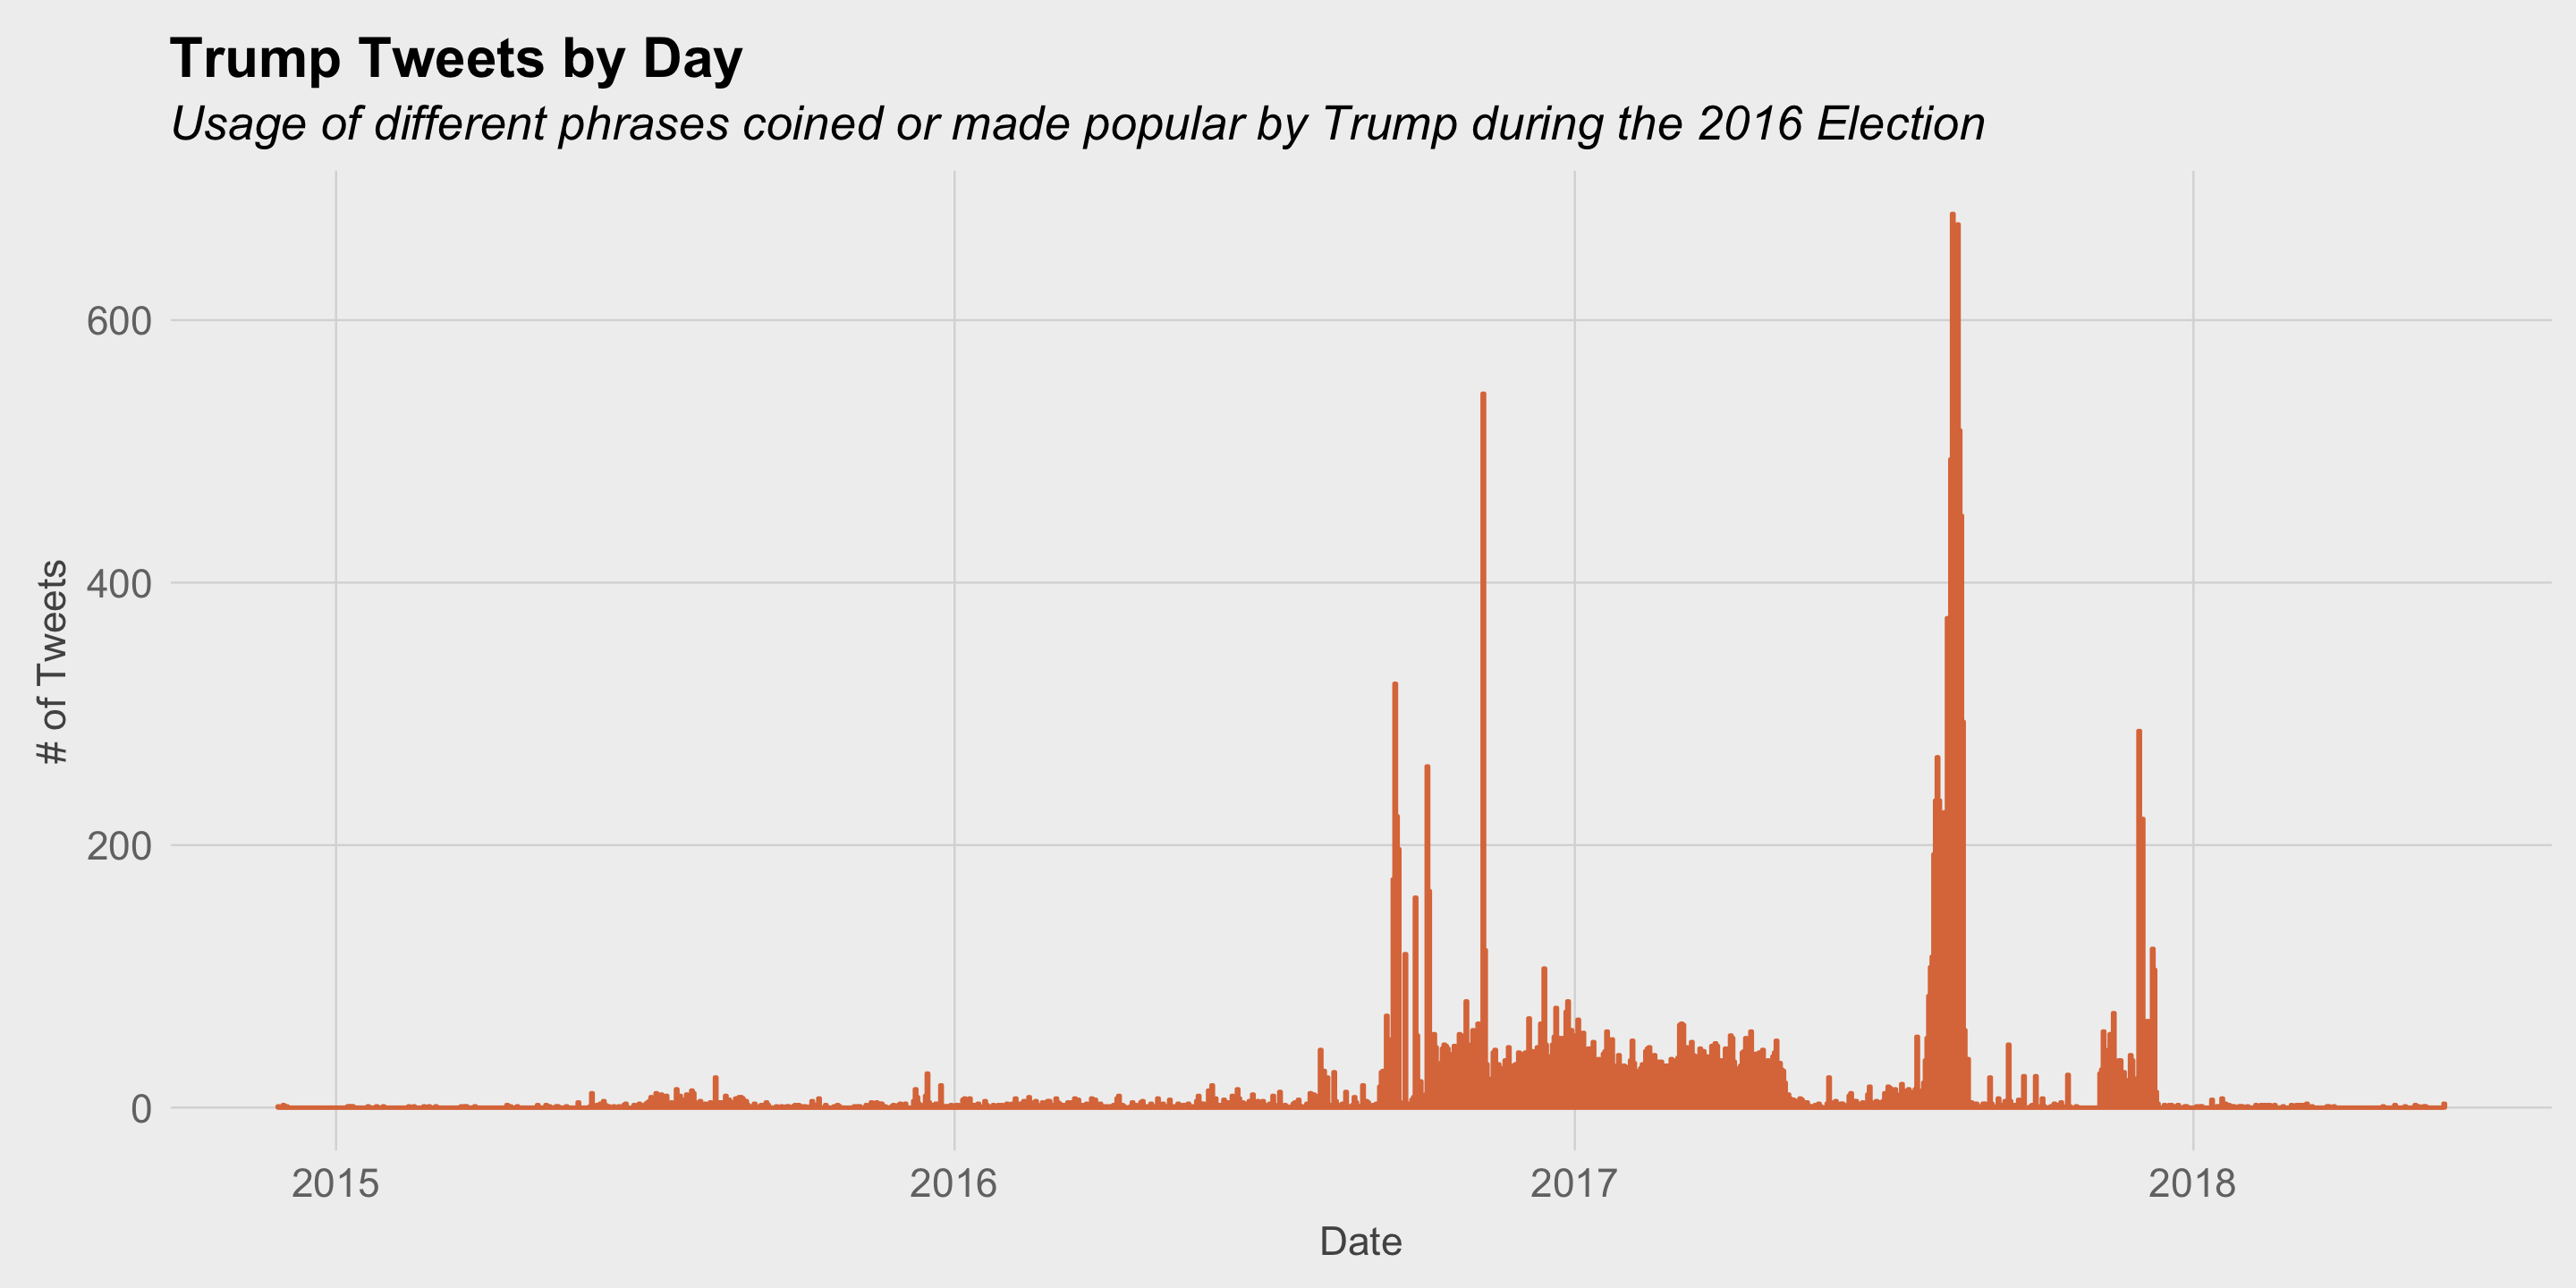 Trump Tweets by Day
Usage of different phrases coined or made popular by Trump during the 2016 Election
# of Tweets
600
400
200
0
2015 2016 2017 2018
Date